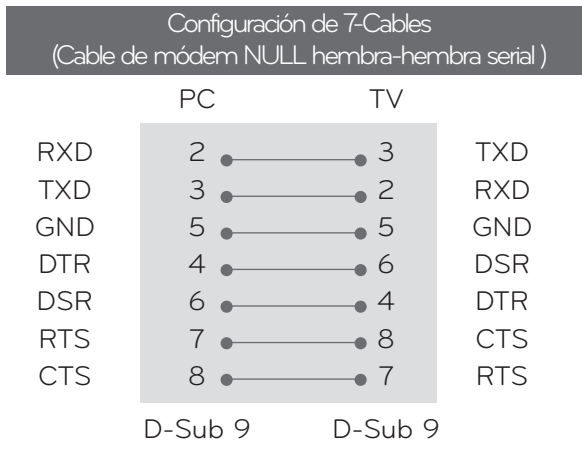 Configuración de 7-Cables
(Cable de módem NULL hembra-hembra serial )
PC TV
RXD 2 3 TXD
TXD 3 2 RXD
GND 5 5 GND
DTR 4 6 DSR
DSR 6 4 DTR
RTS 7 8 CTS
CTS 8 7 RTS
D-Sub 9 D-Sub 9